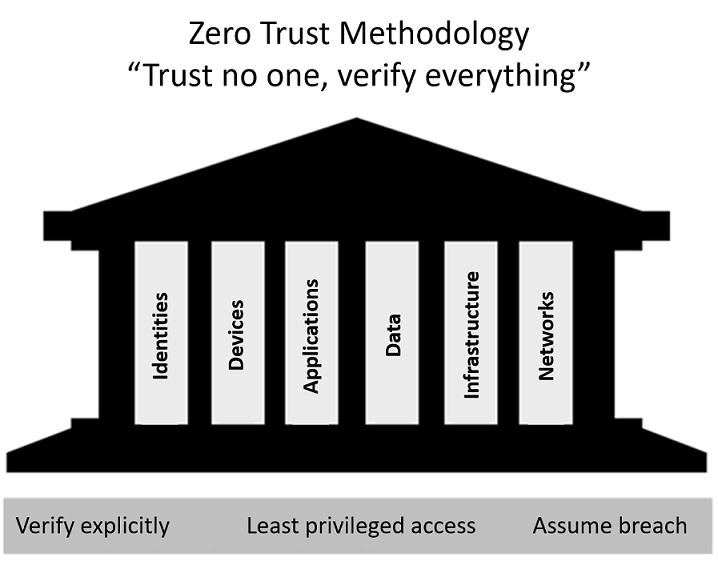 Zero Trust Methodology
“Trust no one, verify everything”
Identities
Devices
Applications
Data
Infrastructure
Networks
Verify explicitly
Least privileged access
Assume breach